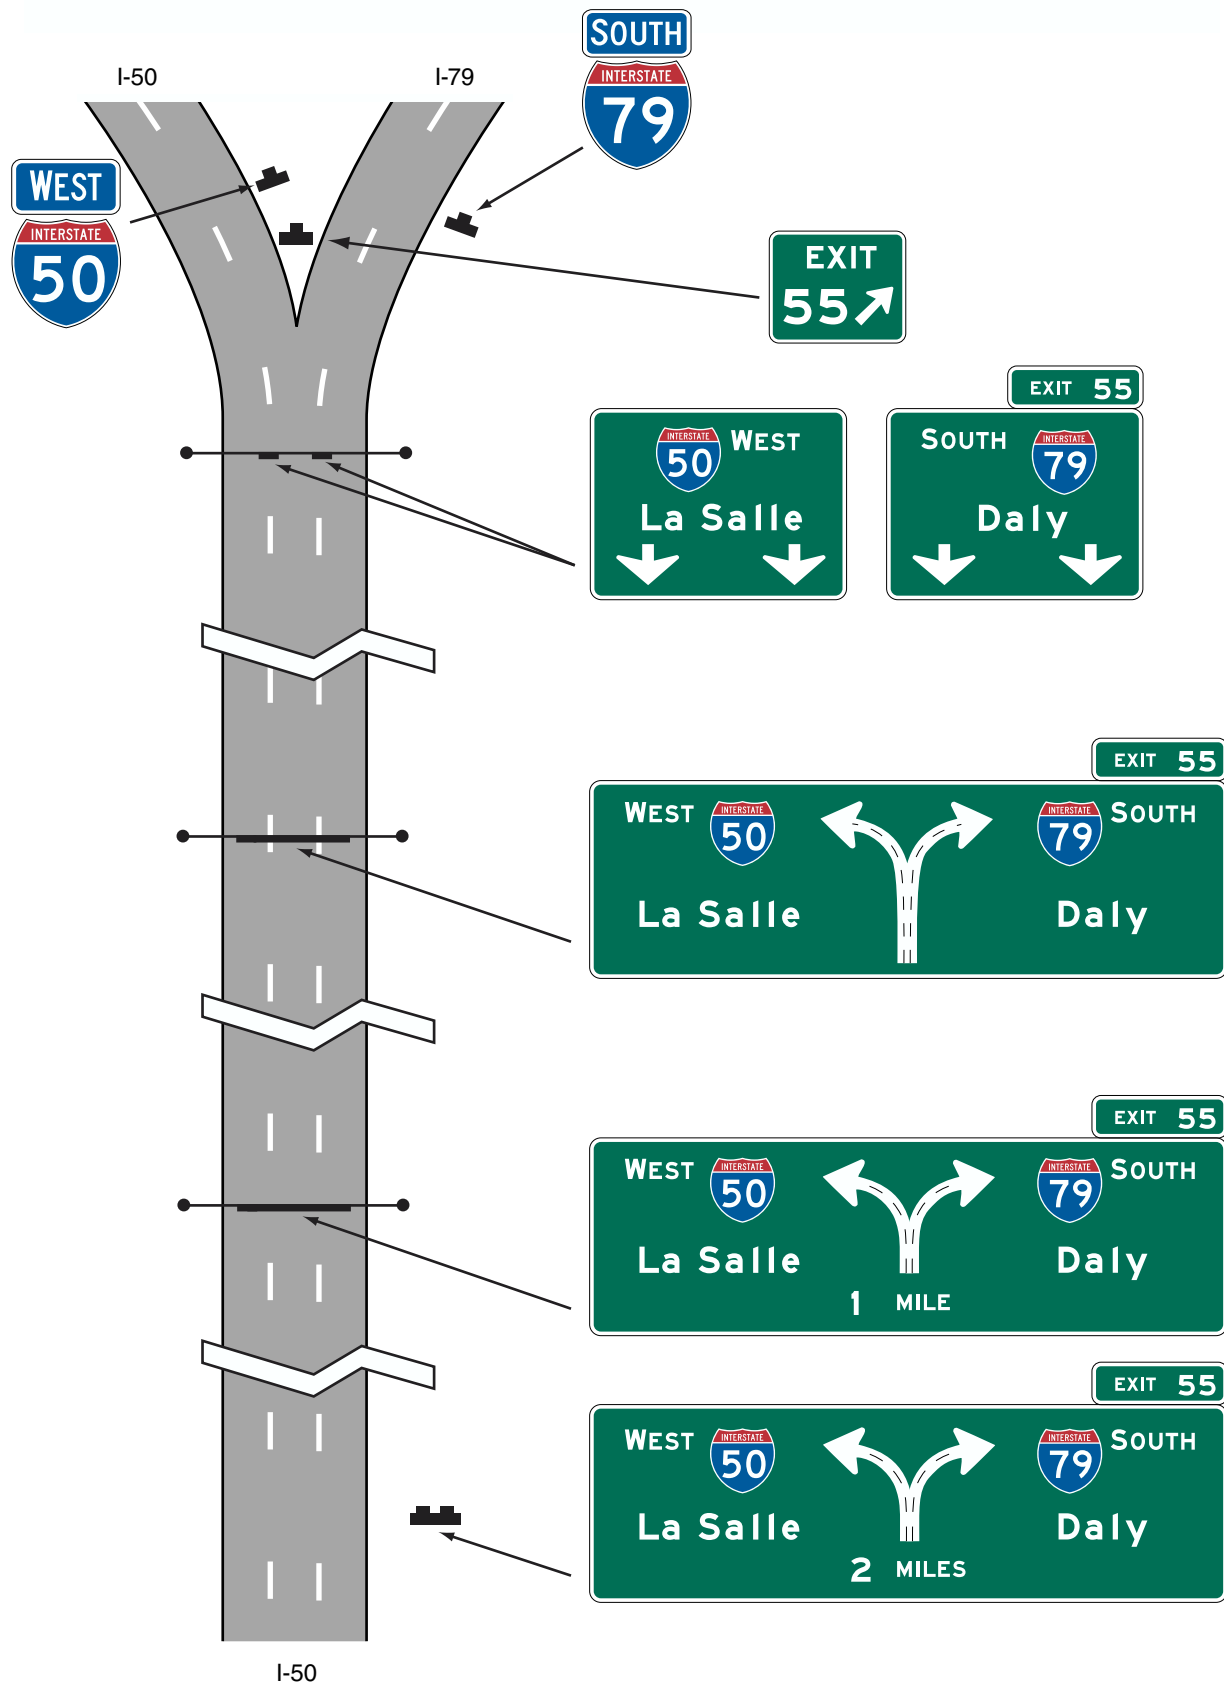 SOUTH
I-50
I-79
INTERSTATE
79
WEST
INTERSTATE
50
EXIT
55
EXIT 55
INTERSTATE
50
WEST
La Salle
SOUTH
INTERSTATE
79
Daly
EXIT 55
WEST
INTERSTATE
50
INTERSTATE
79
SOUTH
La Salle
Daly
EXIT 55
WEST
INTERSTATE
50
INTERSTATE
79
SOUTH
La Salle
Daly
1 MILE
EXIT 55
WEST
INTERSTATE
50
INTERSTATE
79
SOUTH
La Salle
Daly
2 MILES
I-50